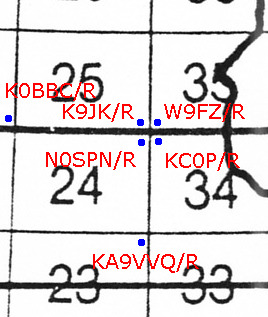 25 35
K0BBC/R
K9JK/R W9FZ/R
N0SPN/R KC0P/R
24 34
KA9VVQ/R
23 33